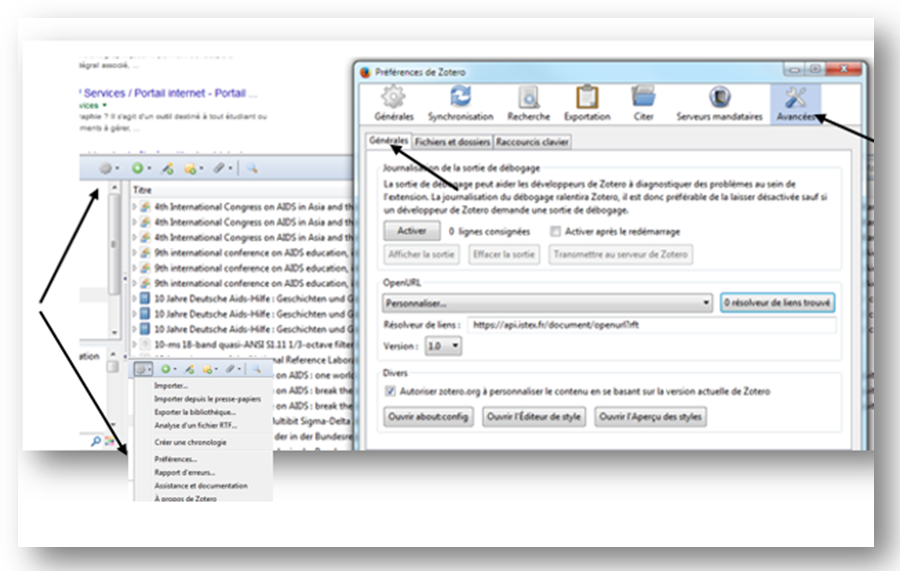 tégral associé, ...
Services / Portail internet - Portail ...
vices
raphie ? Il s'agit d'un outil destiné à tout étudiant ou
ments à gérer, ...
Titre
4th International Congress on AIDS in Asia and th
4th International Congress on AIDS in Asia and th
4th International Congress on AIDS in Asia and th
9th international conference on AIDS education,
9th international conference on AIDS education,
9th international conference on AIDS education,
10 Jahre Deutsche Aids-Hilfe : Geschichten und G
10 Jahre Deutsche Aids-Hilfe : Geschichten und G
10 Jahre Deutsche Aids-Hilfe : Geschichten und G
10-ms 18-band quasi-ANSI S1.11 1/3-octave filter
nal Reference Labora
ation
on AIDS : one world
on AIDS : break the
on AIDS : break the
Multibit Sigma-Delta
der in der Bundesre
Importer...
Importer depuis le presse-papiers
Exporter la bibliothèque...
Analyse d'un fichier RTF...
Créer une chronologie
Préférences...
Rapport d'erreurs...
Assistance et documentation
À propos de Zotero
Préférences de Zotero
Générales Synchronisation Recherche Exportation Citer Serveurs mandataires Avancées
Générales Fichiers et dossiers Raccourcis clavier
Journalisation de la sortie de débogage
La sortie de débogage peut aider les développeurs de Zotero à diagnostiquer des problèmes au sein de
l'extension. La journalisation du débogage ralentira Zotero, il est donc préférable de la laisser désactivée sauf si
un développeur de Zotero demande une sortie de débogage.
Activer 0 lignes consignées Activer après le redémarrage
Afficher la sortie Effacer la sortie Transmettre au serveur de Zotero
OpenURL
Personnaliser... 0 résolveur de liens trouvé
Résolveur de liens : https://api.istex.fr/document/openurl?rft
Version : 1.0
Divers
Autoriser zotero.org à personnaliser le contenu en se basant sur la version actuelle de Zotero
Ouvrir about:config Ouvrir l'Éditeur de style Ouvrir l'Aperçu des styles